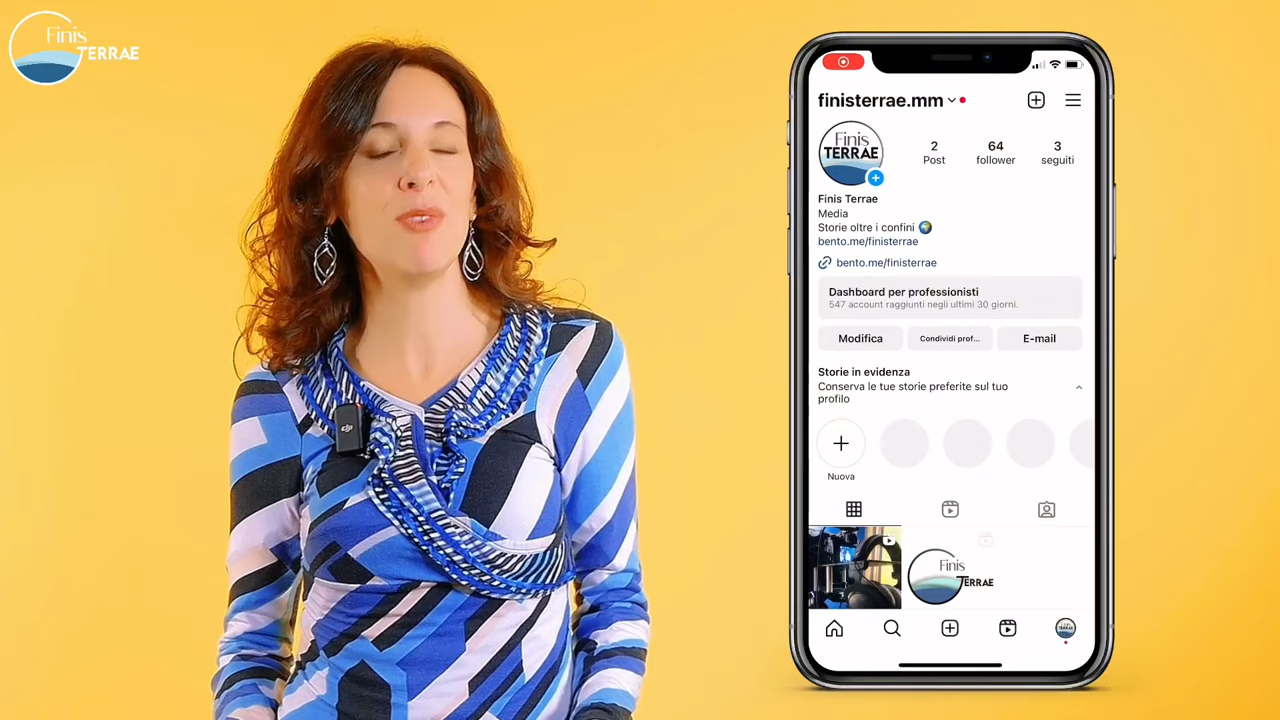 Finis
TERRAE
finisterrae.mm
Finis
TERRAE
2
Post
64
follower
3
seguiti
Finis Terrae
Media
Storie oltre i confini
bento.me/finisterrae
bento.me/finisterrae
Dashboard per professionisti
547 account raggiunti negli ultimi 30 giorni.
Modifica
Condividi prof...
E-mail
Storie in evidenza
Conserva le tue storie preferite sul tuo
profilo
Nuova
Finis
TERRAE
dji